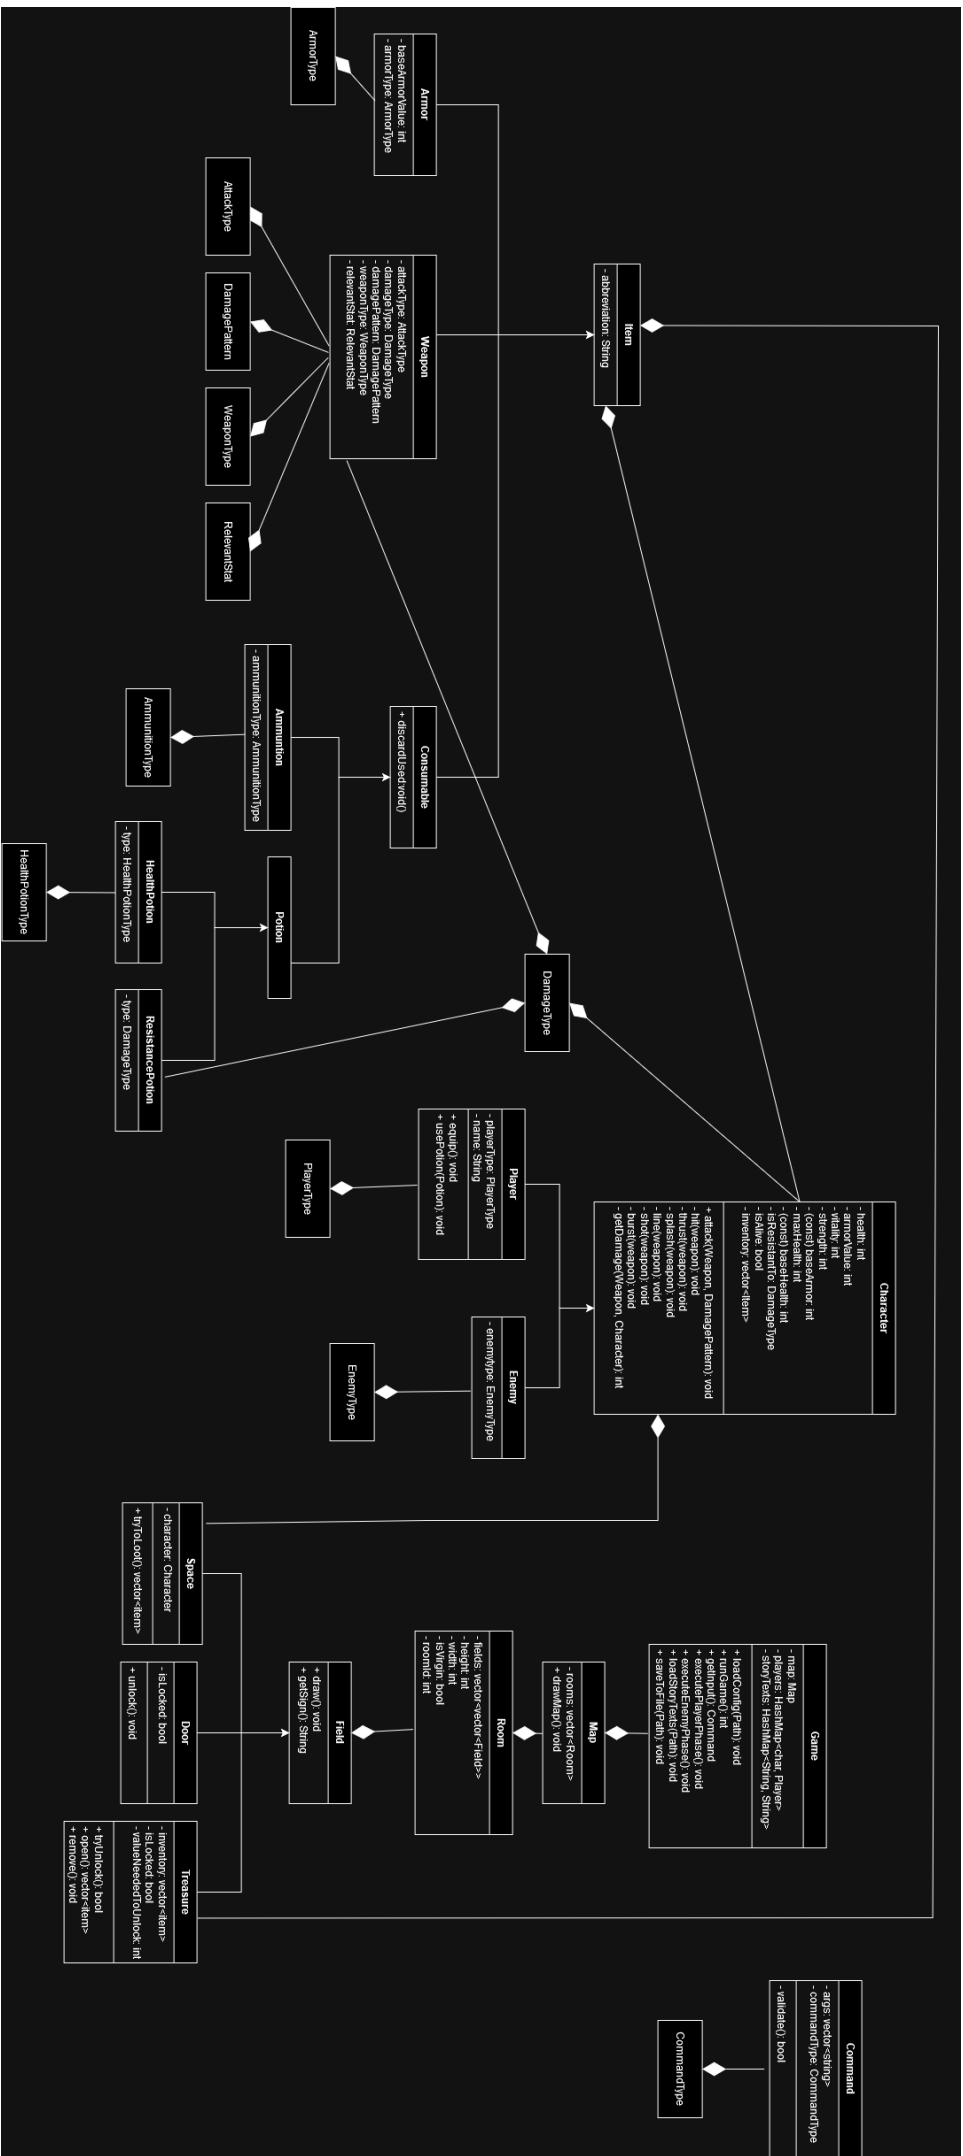 ArmorType
Armor
- baseArmorValue: int
- armorType: ArmorType
AttackType
DamagePattern
WeaponType
RelevantStat
Weapon
- attackType: AttackType
- damageType: DamageType
- damagePattern: DamagePattern
- weaponType: WeaponType
- relevantStat: RelevantStat
Item
- abbreviation: String
Ammuntion
- ammunitionType: AmmunitionType
AmmunitionType
Consumable
+ discardUsed:void()
Potion
HealthPotion
- type: HealthPotionType
HealthPotionType
ResistancePotion
- type: DamageType
DamageType
Character
- health: int
- armorValue: int
- vitality: int
- strength: int
- (const) baseArmor: int
- maxHealth: int
- (const) baseHealth: int
- isResistantTo: DamageType
- isAlive: bool
- inventory: vector<Item>
+ attack(Weapon, DamagePattern): void
- hit(weapon): void
- thrust(weapon): void
- splash(weapon): void
- line(weapon): void
- shot(weapon): void
- burst(weapon): void
- getDamage(Weapon, Character): int
Player
- playerType: PlayerType
- name: String
+ equip(): void
+ usePotion(Potion): void
PlayerType
Enemy
- enemytype: EnemyType
EnemyType
Space
- character: Character
+ tryToLoot(): vector<item>
Door
- isLocked: bool
+ unlock(): void
Treasure
- inventory: vector<item>
- isLocked: bool
- valueNeededToUnlock: int
+ tryUnlock(): bool
+ open(): vector<item>
+ remove(): void
Field
+ draw(): void
+ getSign(): String
Room
- fields: vector<vector<Field>>
- height: int
- width: int
- isVirgin: bool
- roomId: int
Map
- rooms: vector<Room>
+ drawMap(): void
Game
- map: Map
- players: HashMap<char, Player>
- storyTexts: HashMap<String, String>
+ loadConfig(Path): void
+ runGame(): int
+ getInput(): Command
+ executePlayerPhase(): void
+ executeEnemyPhase(): void
+ loadStoryTexts(Path): void
+ saveToFile(Path): void
Command
- args: vector<string>
- commandType: CommandType
- validate(): bool
CommandType